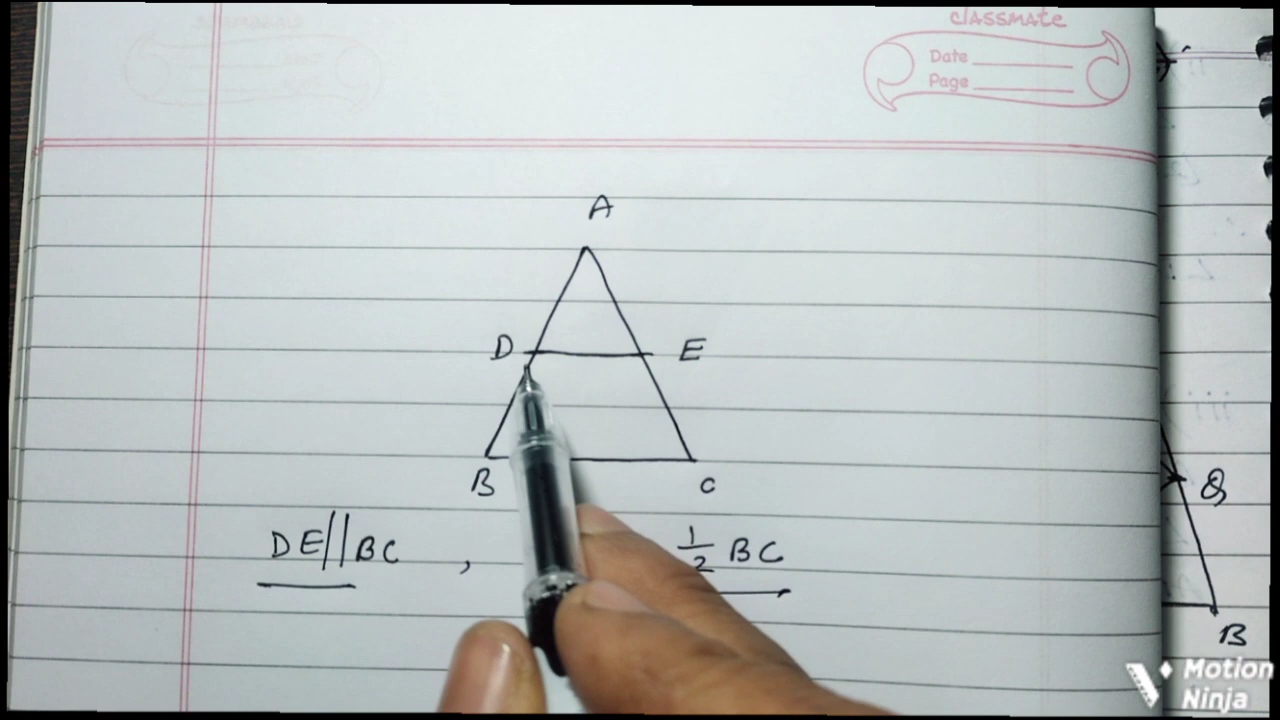 classmate
Date
Page
A
D E
B C
DE||BC , 1/2 BC
Q
B
Motion
Ninja